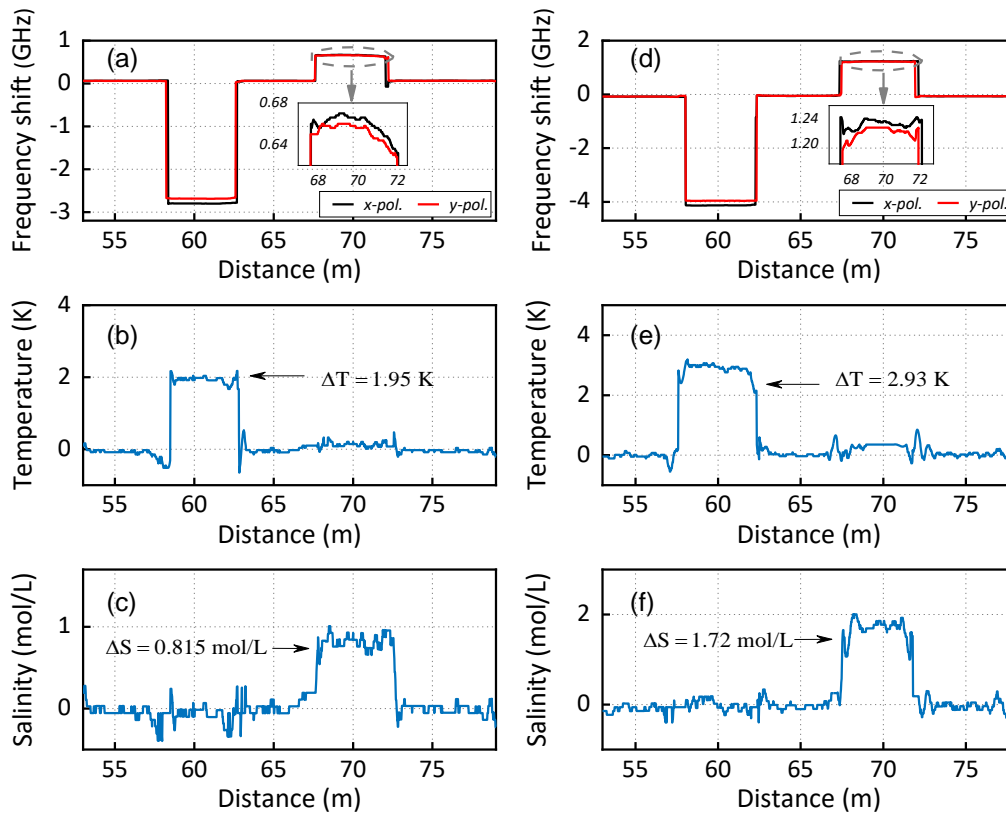 (a)
Frequency shift (GHz)
1
0
-1
-2
-3
0.68
0.64
68 70 72
x-pol. y-pol.
55 60 65 70 75
Distance (m)
(d)
Frequency shift (GHz)
2
0
-2
-4
1.24
1.20
68 70 72
x-pol. y-pol.
55 60 65 70 75
Distance (m)
(b)
Temperature (K)
4
2
0
ΔT = 1.95 K
55 60 65 70 75
Distance (m)
(e)
Temperature (K)
4
2
0
ΔT = 2.93 K
55 60 65 70 75
Distance (m)
(c)
Salinity (mol/L)
1
0
ΔS = 0.815 mol/L
55 60 65 70 75
Distance (m)
(f)
Salinity (mol/L)
2
0
ΔS = 1.72 mol/L
55 60 65 70 75
Distance (m)